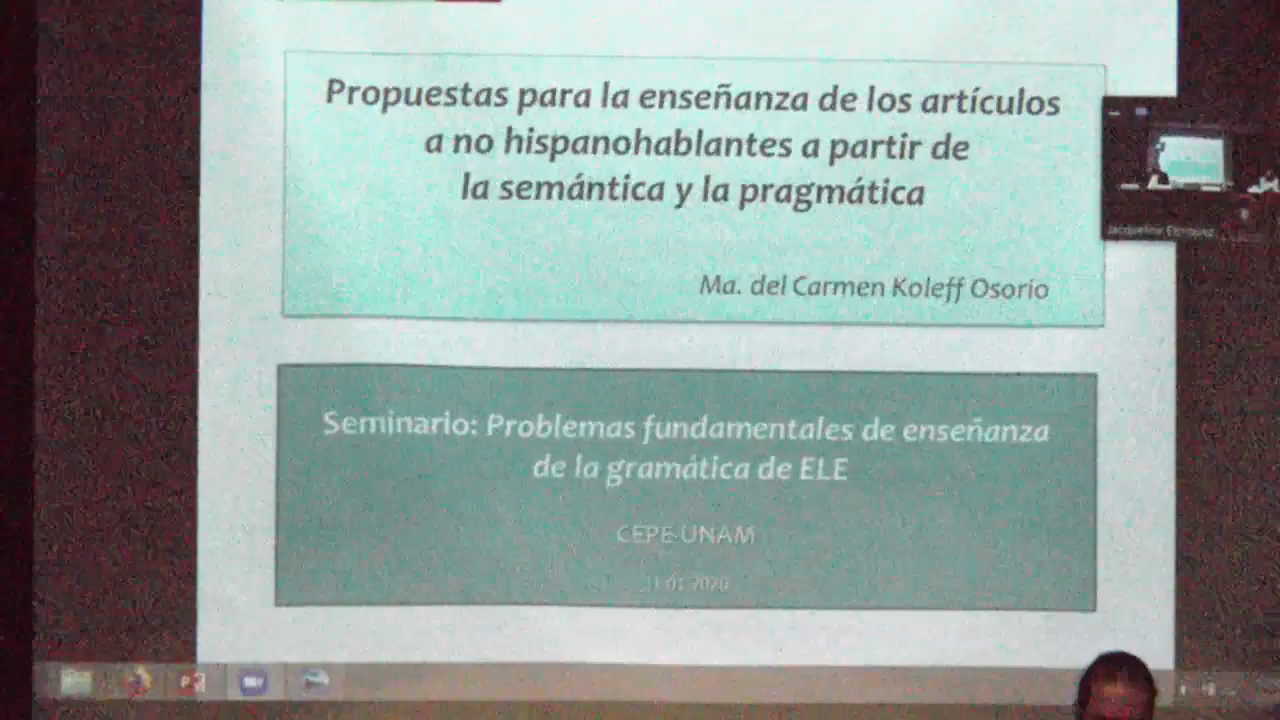 Propuestas para la enseñanza de los artículos
a no hispanohablantes a partir de
la semántica y la pragmática
Ma. del Carmen Koleff Osorio
Seminario: Problemas fundamentales de enseñanza
de la gramática de ELE
CEPE-UNAM